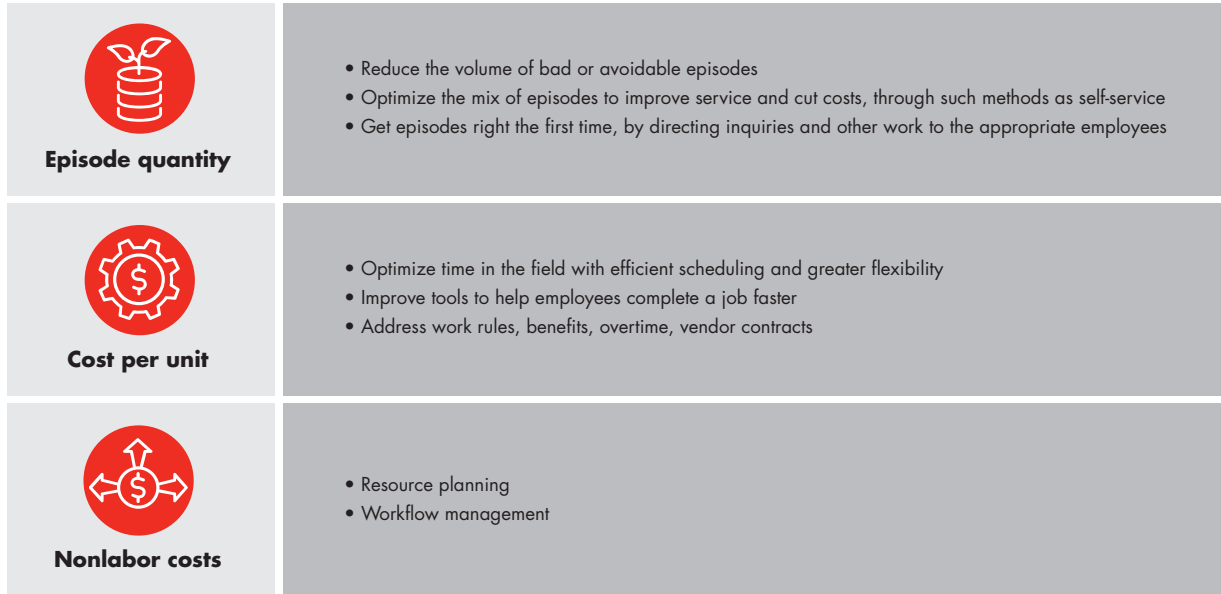 Episode quantity
• Reduce the volume of bad or avoidable episodes
• Optimize the mix of episodes to improve service and cut costs, through such methods as self-service
• Get episodes right the first time, by directing inquiries and other work to the appropriate employees
$
Cost per unit
• Optimize time in the field with efficient scheduling and greater flexibility
• Improve tools to help employees complete a job faster
• Address work rules, benefits, overtime, vendor contracts
$
Nonlabor costs
• Resource planning
• Workflow management